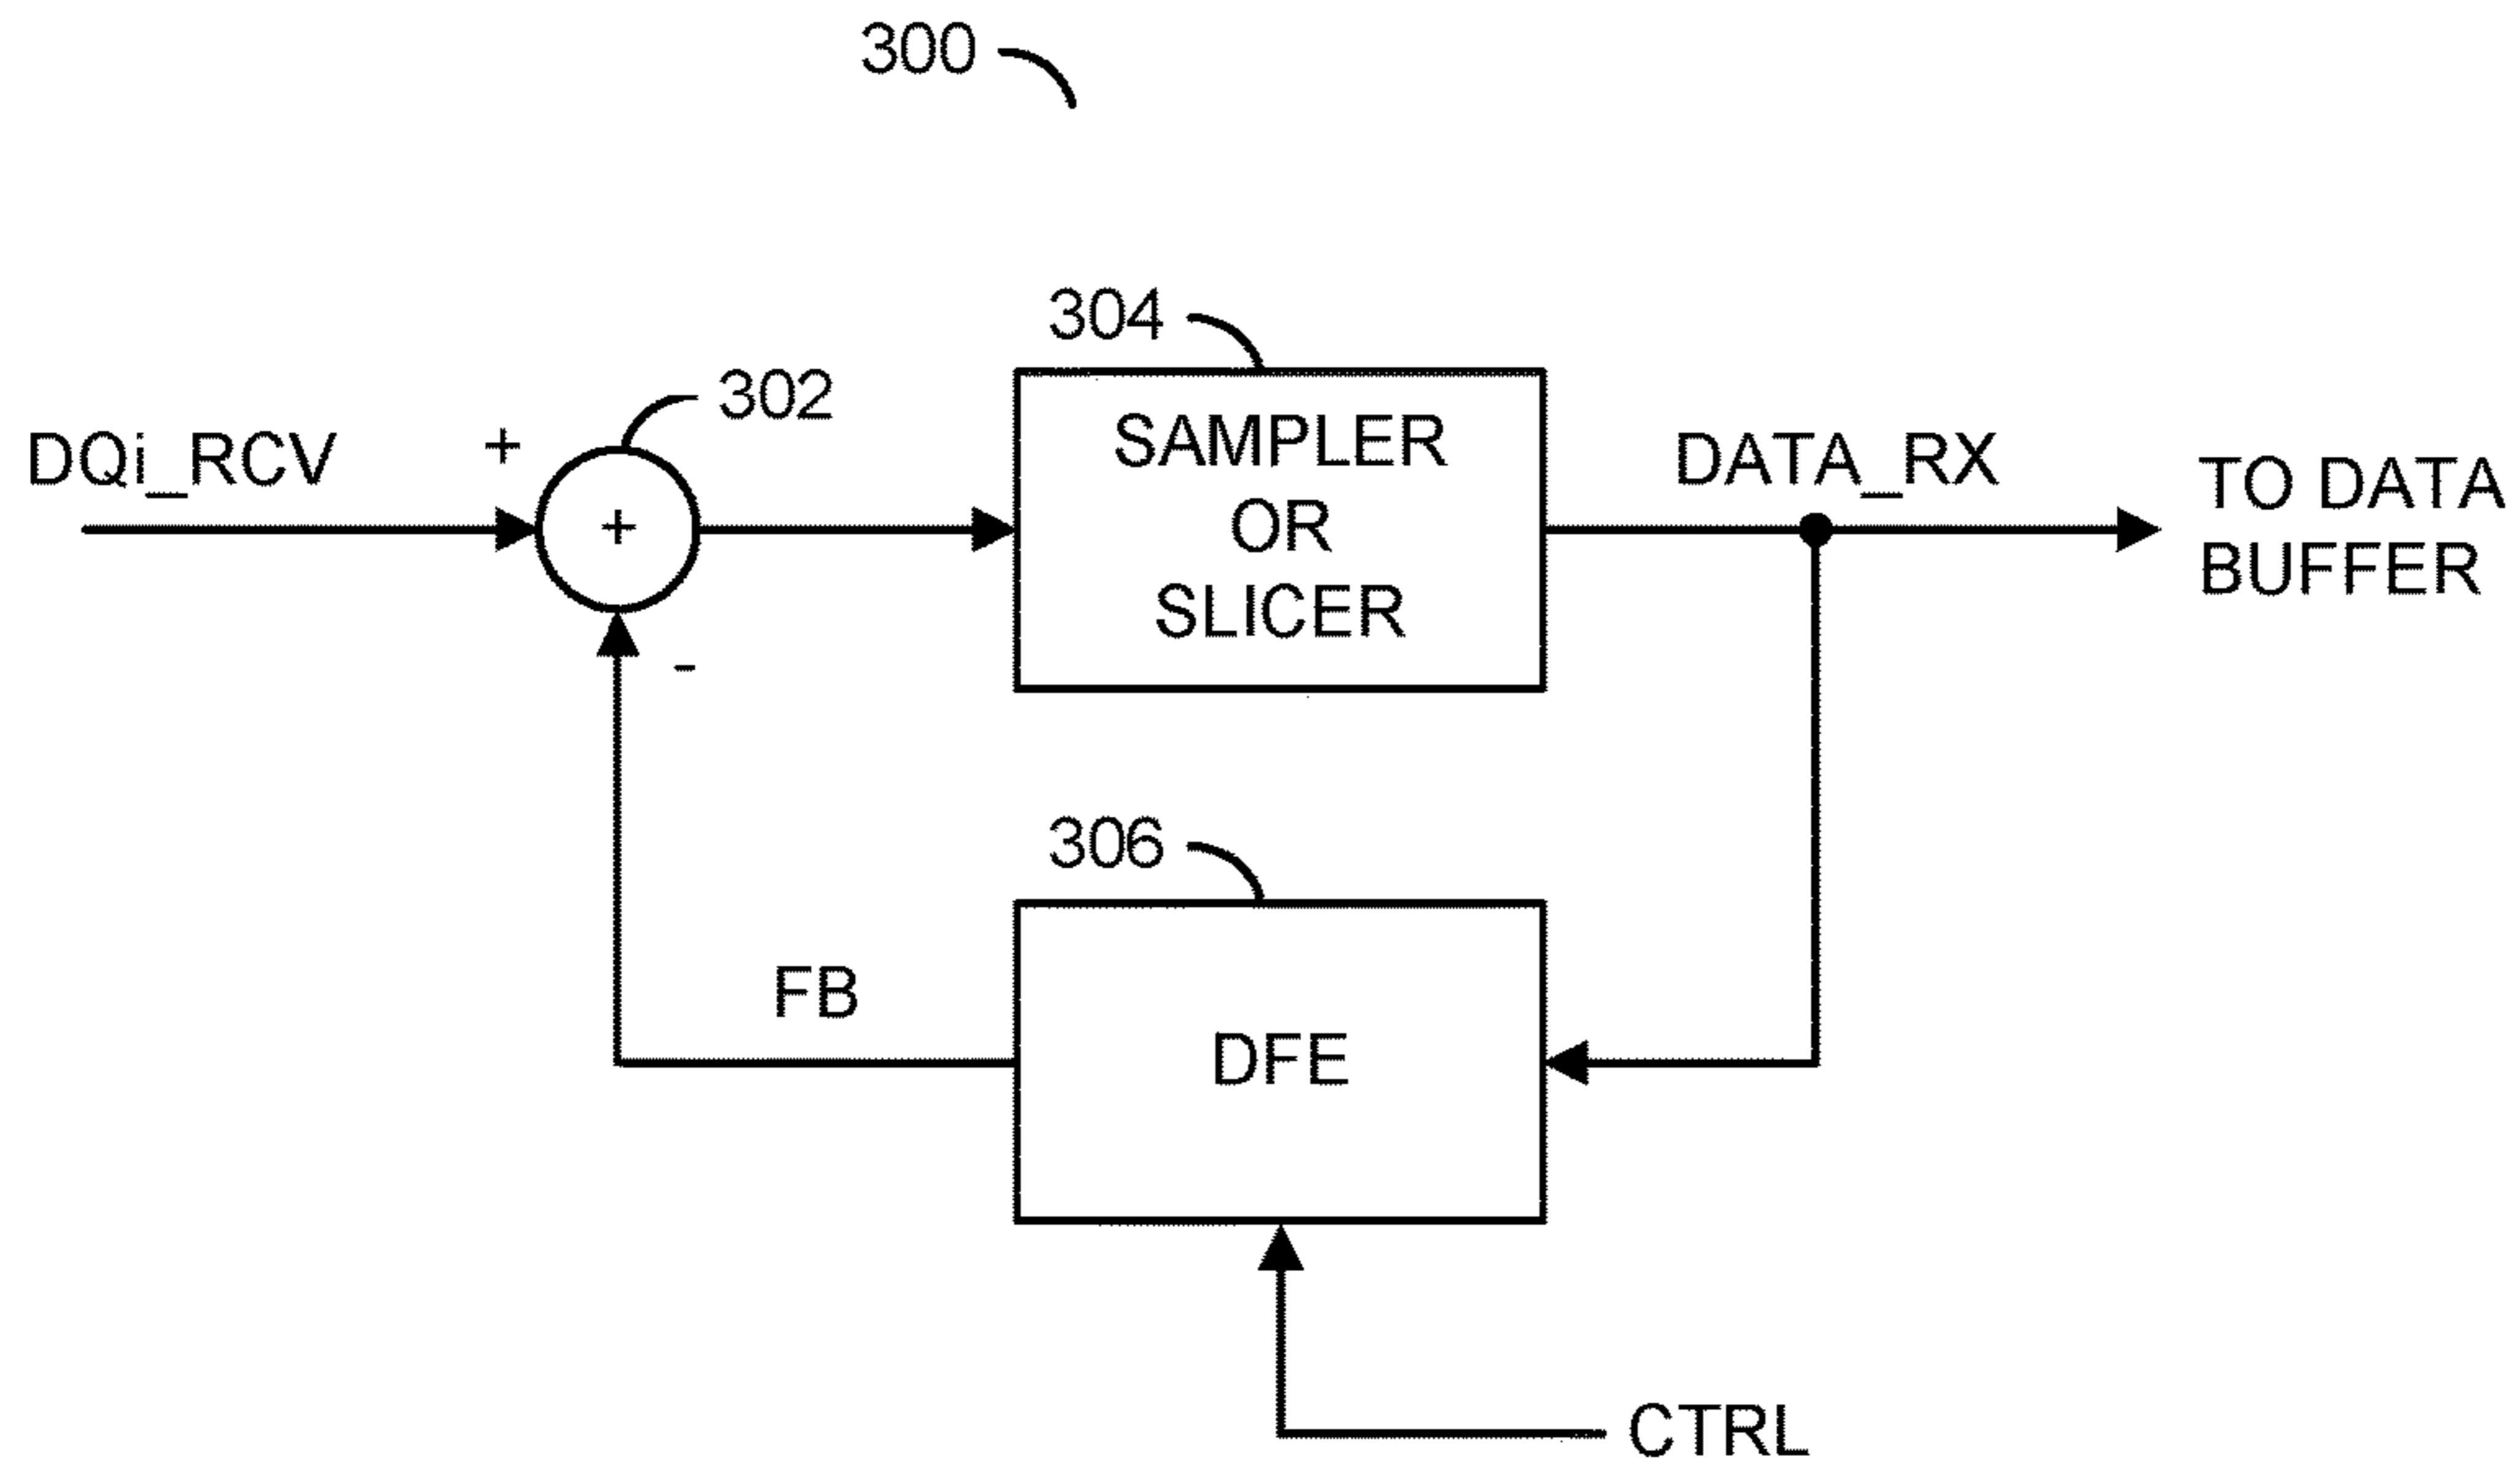 300
304
302
DQi_RCV
+
+
-
SAMPLER
OR
SLICER
DATA_RX
TO DATA
BUFFER
306
FB
DFE
CTRL